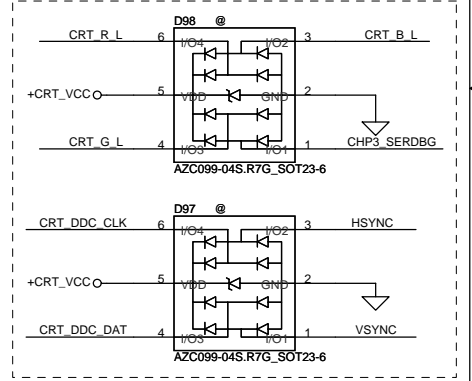 D98 @
CRT_R_L 6 I/O4 I/O2 3 CRT_B_L
+CRT_VCC 5 VDD GND 2
CRT_G_L 4 I/O3 I/O1 1 CHP3_SERDBG
AZC099-04S.R7G_SOT23-6
D97 @
CRT_DDC_CLK 6 I/O4 I/O2 3 HSYNC
+CRT_VCC 5 VDD GND 2
CRT_DDC_DAT 4 I/O3 I/O1 1 VSYNC
AZC099-04S.R7G_SOT23-6